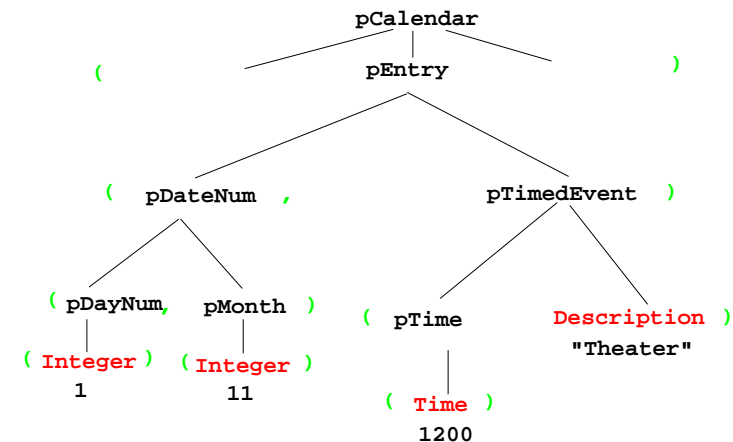 pCalendar
( pEntry )
( pDateNum , pTimedEvent )
( pDayNum, pMonth ) ( pTime Description )
"Theater"
( Integer ) ( Integer )
1 11
( Time )
1200